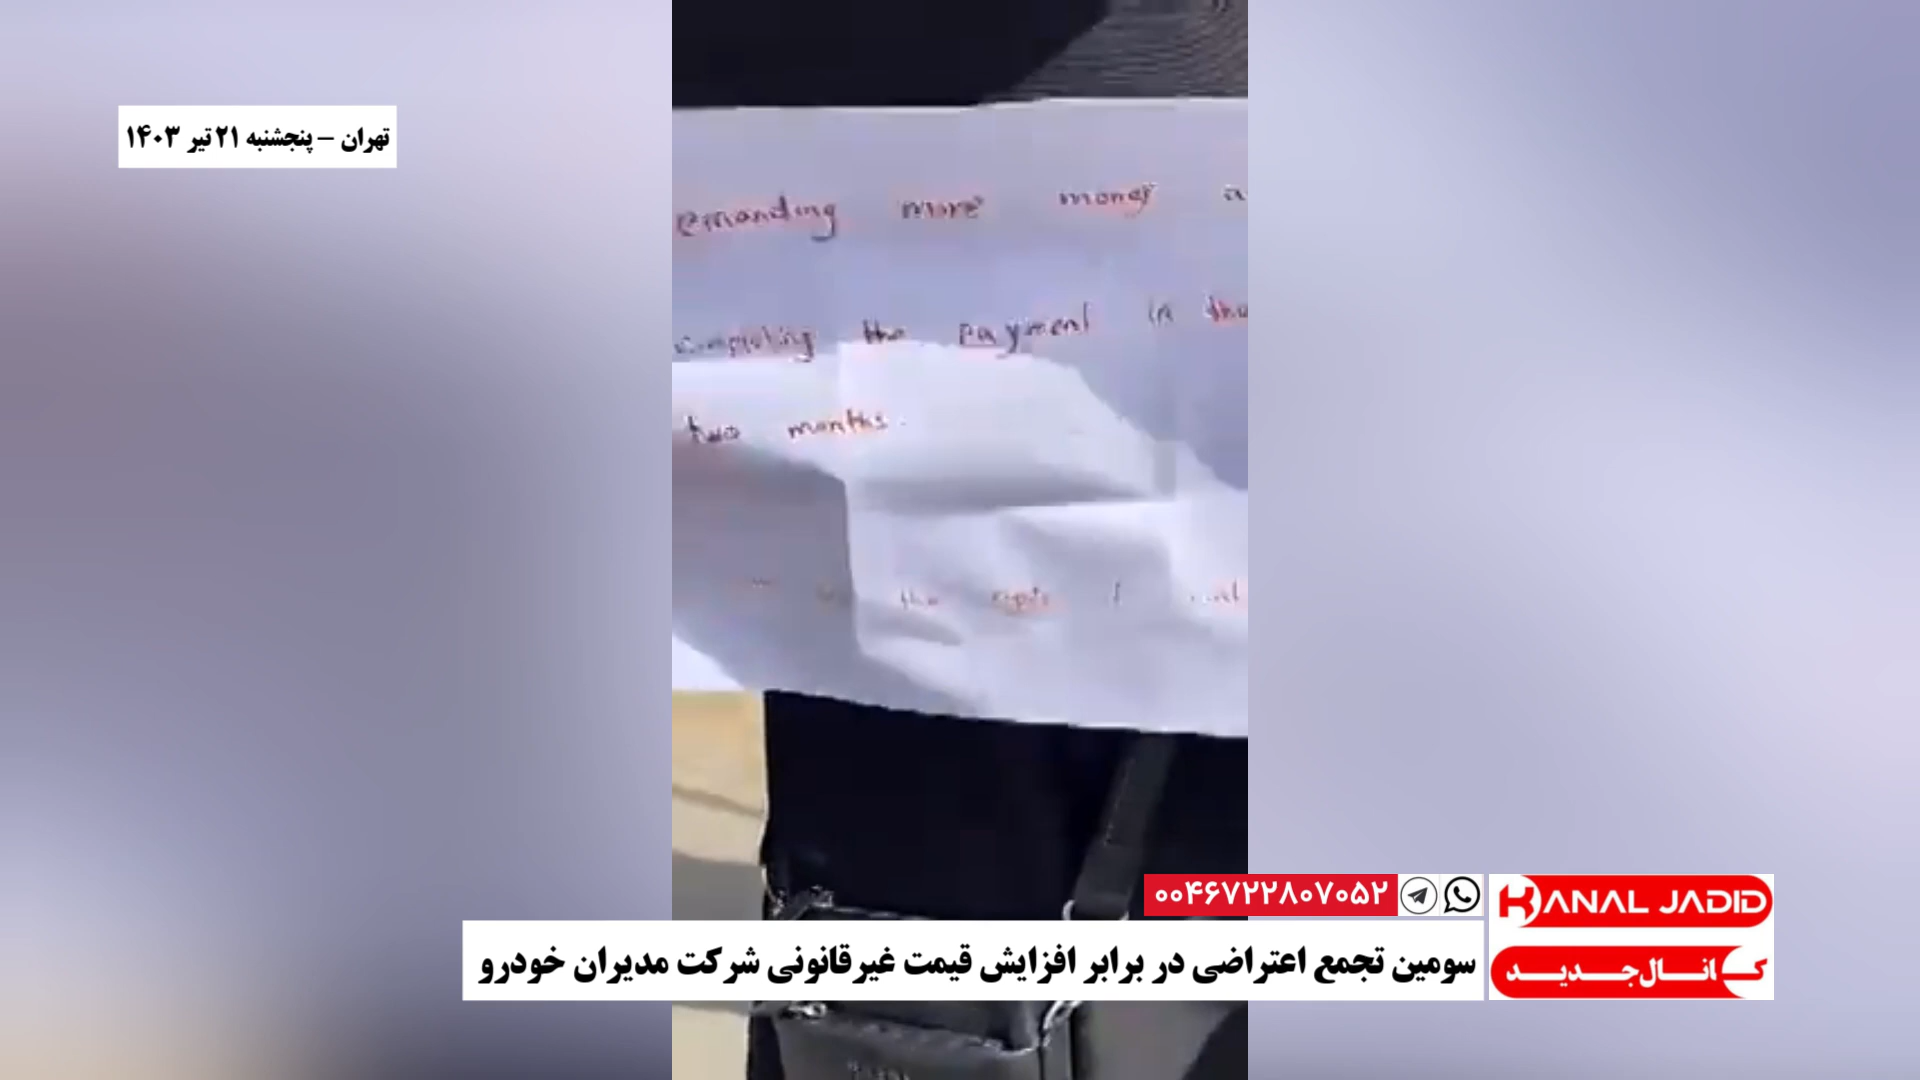 تهران – پنجشنبه ۲۱ تیر ۱۴۰۳
emanding more money a
the payment in
two months.
the
۰۰۴۶۷۲۲۸۰۷۰۵۲
KANAL JADID
سومین تجمع اعتراضی در برابر افزایش قیمت غیرقانونی شرکت مدیران خودرو
کانال جدید